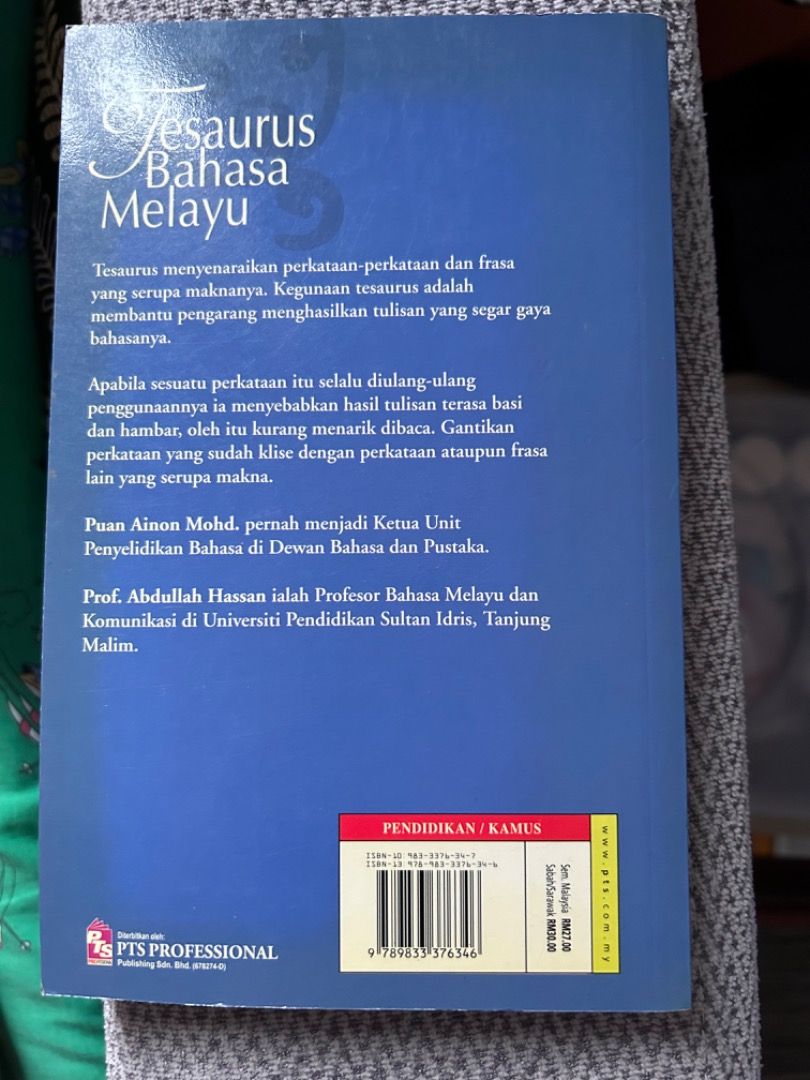 Tesaurus
Bahasa
Melayu
Tesaurus menyenaraikan perkataan-perkataan dan frasa
yang serupa maknanya. Kegunaan tesaurus adalah
membantu pengarang menghasilkan tulisan yang segar gaya
bahasanya.
Apabila sesuatu perkataan itu selalu diulang-ulang
penggunaannya ia menyebabkan hasil tulisan terasa basi
dan hambar, oleh itu kurang menarik dibaca. Gantikan
perkataan yang sudah klise dengan perkataan ataupun frasa
lain yang serupa makna.
Puan Ainon Mohd. pernah menjadi Ketua Unit
Penyelidikan Bahasa di Dewan Bahasa dan Pustaka.
Prof. Abdullah Hassan ialah Profesor Bahasa Melayu dan
Komunikasi di Universiti Pendidikan Sultan Idris, Tanjung
Malim.
PENDIDIKAN / KAMUS
ISBN-10: 983-3376-34-7
ISBN-13: 978-983-3376-34-6
9 789833 376346
Sem. Malaysia RM27.00
Sabah/Sarawak RM30.00
www.pts.com.my
PTS
Diterbitkan oleh:
PTS PROFESSIONAL
Publishing Sdn. Bhd. (678274-D)